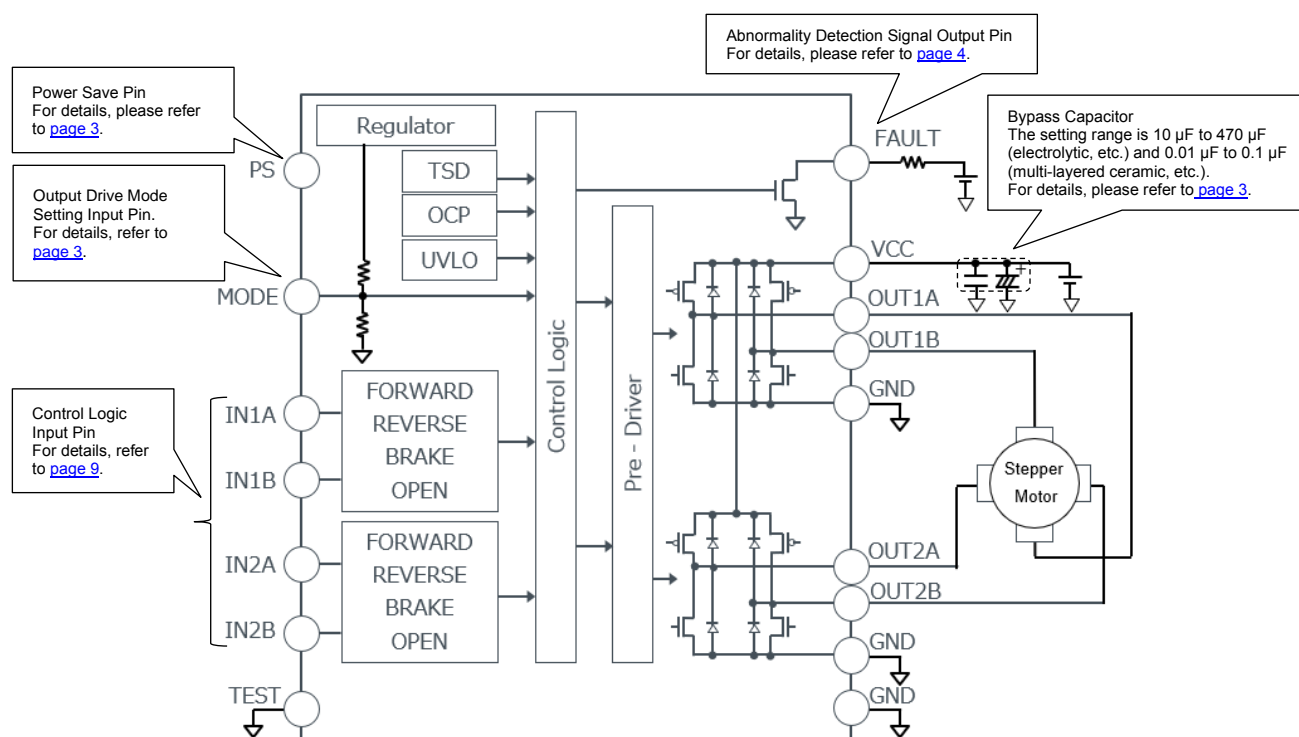 Abnormality Detection Signal Output Pin
For details, please refer to page 4.
Power Save Pin
For details, please refer
to page 3.
Bypass Capacitor
The setting range is 10 µF to 470 µF
(electrolytic, etc.) and 0.01 µF to 0.1 µF
(multi-layered ceramic, etc.).
For details, please refer to page 3.
Output Drive Mode
Setting Input Pin.
For details, refer to
page 3.
Control Logic
Input Pin
For details, refer
to page 9.
PS
MODE
IN1A
IN1B
IN2A
IN2B
TEST
Regulator
TSD
OCP
UVLO
FORWARD
REVERSE
BRAKE
OPEN
FORWARD
REVERSE
BRAKE
OPEN
Control Logic
Pre - Driver
FAULT
VCC
+
OUT1A
OUT1B
GND
Stepper
Motor
OUT2A
OUT2B
GND
GND